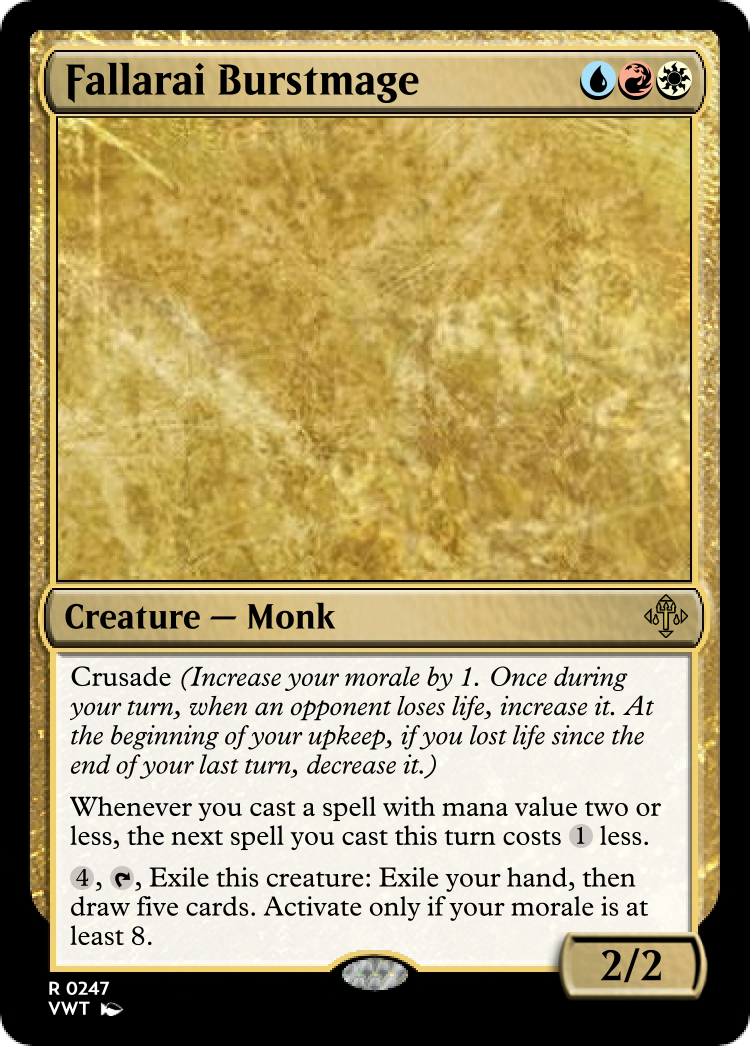 Fallarai Burstmage
Creature — Monk
Crusade (Increase your morale by 1. Once during
your turn, when an opponent loses life, increase it. At
the beginning of your upkeep, if you lost life since the
end of your last turn, decrease it.)
Whenever you cast a spell with mana value two or
less, the next spell you cast this turn costs 1 less.
4, , Exile this creature: Exile your hand, then
draw five cards. Activate only if your morale is at
least 8.
2/2
R 0247
VWT